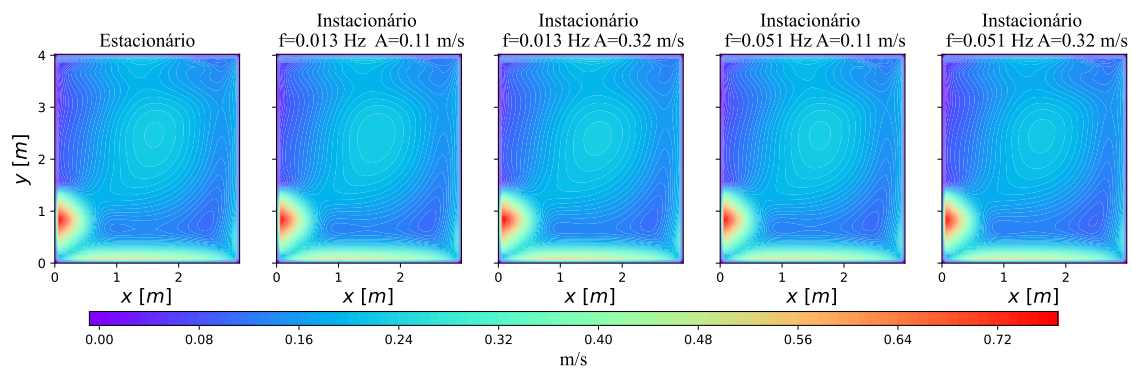 Estacionário
Instacionário
f=0.013 Hz  A=0.11 m/s
Instacionário
f=0.013 Hz A=0.32 m/s
Instacionário
f=0.051 Hz A=0.11 m/s
Instacionário
f=0.051 Hz A=0.32 m/s
y [m]
4
3
2
1
0
0 1 2
x [m]
0 1 2
x [m]
0 1 2
x [m]
0 1 2
x [m]
0 1 2
x [m]
0.00 0.08 0.16 0.24 0.32 0.40 0.48 0.56 0.64 0.72
m/s